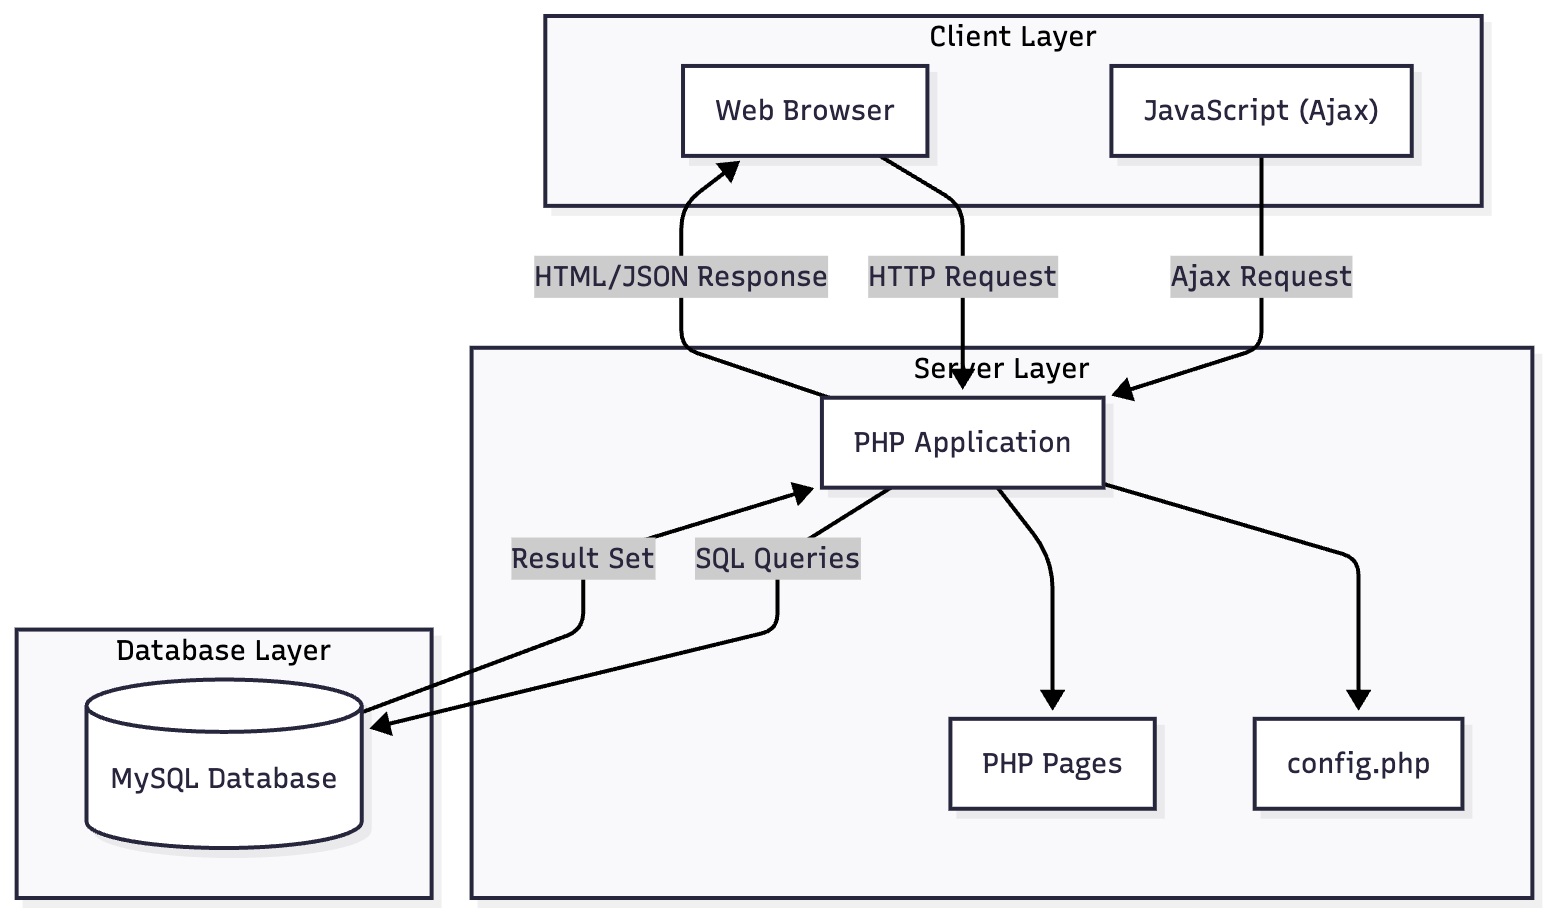 Client Layer
Web Browser
JavaScript (Ajax)
HTML/JSON Response
HTTP Request
Ajax Request
Server Layer
PHP Application
Result Set
SQL Queries
Database Layer
MySQL Database
PHP Pages
config.php